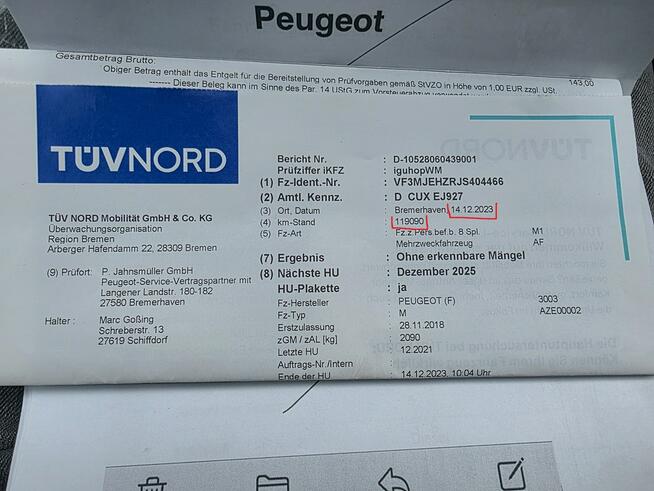 Peugeot
Gesamtbetrag Brutto:
143,00
Obiger Betrag enthält das Entgelt für die Bereitstellung von Prüfvorgaben gemäß StVZO in Höhe von 1,00 EUR zzgl. USt.
------- Dieser Beleg kann im Sinne des Par. 14 UStG zum Vorsteuerabzug verwendet
TÜVNORD
Bericht Nr. : D-10528060439001
Prüfziffer iKFZ : iguhopWM
(1) Fz-Ident.-Nr. : VF3MJEHZRJS404466
(2) Amtl. Kennz. : D CUX EJ927
(3) Ort, Datum : Bremerhaven, 14.12.2023
(4) km-Stand : 119090
(5) Fz-Art : Fz.z.Pers.bef.b. 8 Spl. M1
Mehrzweckfahrzeug AF
(7) Ergebnis : Ohne erkennbare Mängel
(8) Nächste HU : Dezember 2025
HU-Plakette : ja
Fz-Hersteller : PEUGEOT (F) 3003
Fz-Typ : M AZE00002
Erstzulassung : 28.11.2018
zGM / zAL [kg] : 2090
Letzte HU : 12.2021
Auftrags-Nr./Intern :
Ende der HU : 14.12.2023, 10:04 Uhr
TÜV NORD Mobilität GmbH & Co. KG
Überwachungsorganisation
Region Bremen
Arberger Hafendamm 22, 28309 Bremen
(9) Prüfort: P. Jahnsmüller GmbH
Peugeot-Service-Vertragspartner mit
Langener Landstr. 180-182
27580 Bremerhaven
Halter : Marc Goßing
Schreberstr. 13
27619 Schiffdorf